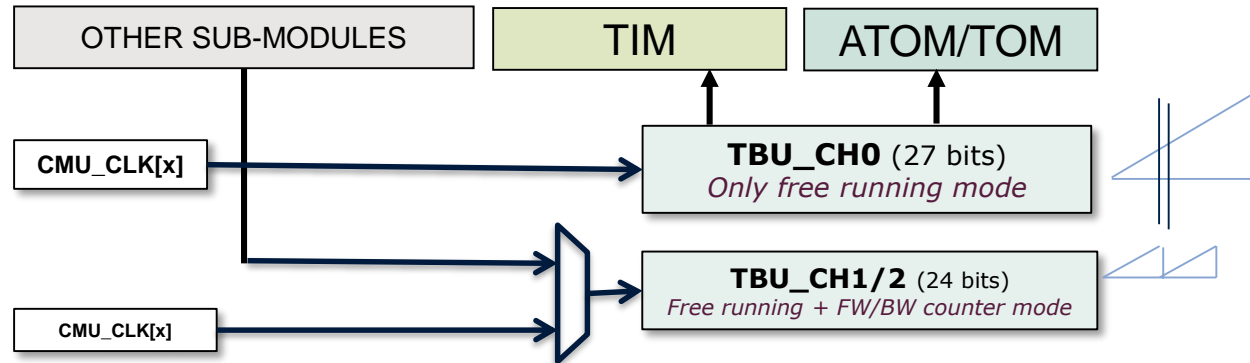 OTHER SUB-MODULES
TIM
ATOM/TOM
CMU_CLK[x]
TBU_CH0 (27 bits)
Only free running mode
TBU_CH1/2 (24 bits)
Free running + FW/BW counter mode
CMU_CLK[x]